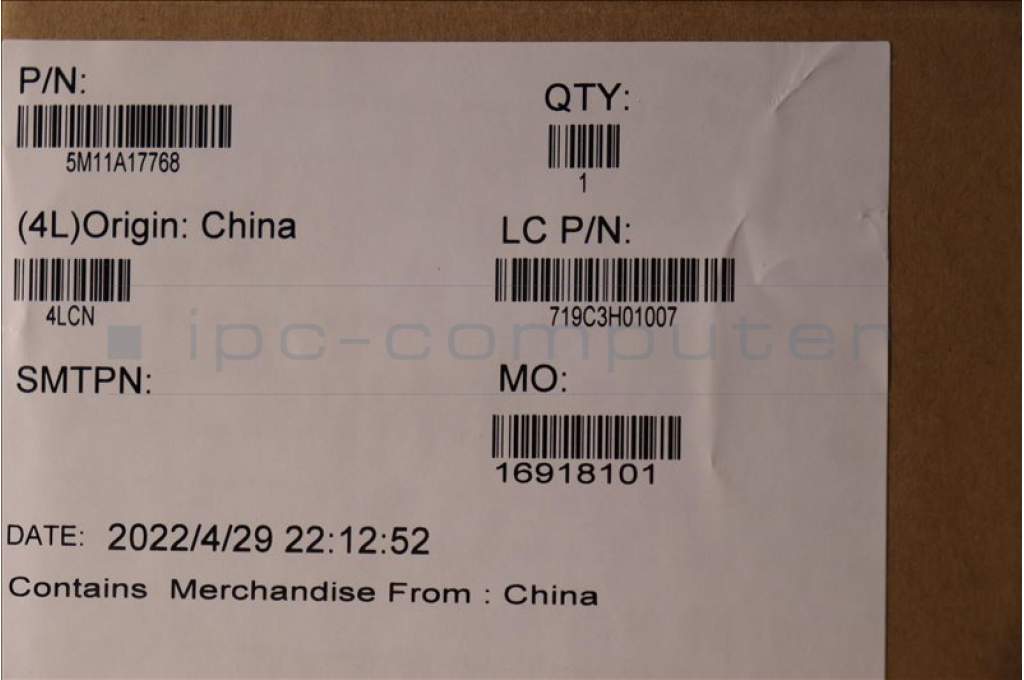 P/N:
QTY:
5M11A17768
1
(4L)Origin: China
LC P/N:
4LCN
719C3H01007
ipc-computer
SMTPN:
MO:
16918101
DATE: 2022/4/29 22:12:52
Contains Merchandise From : China